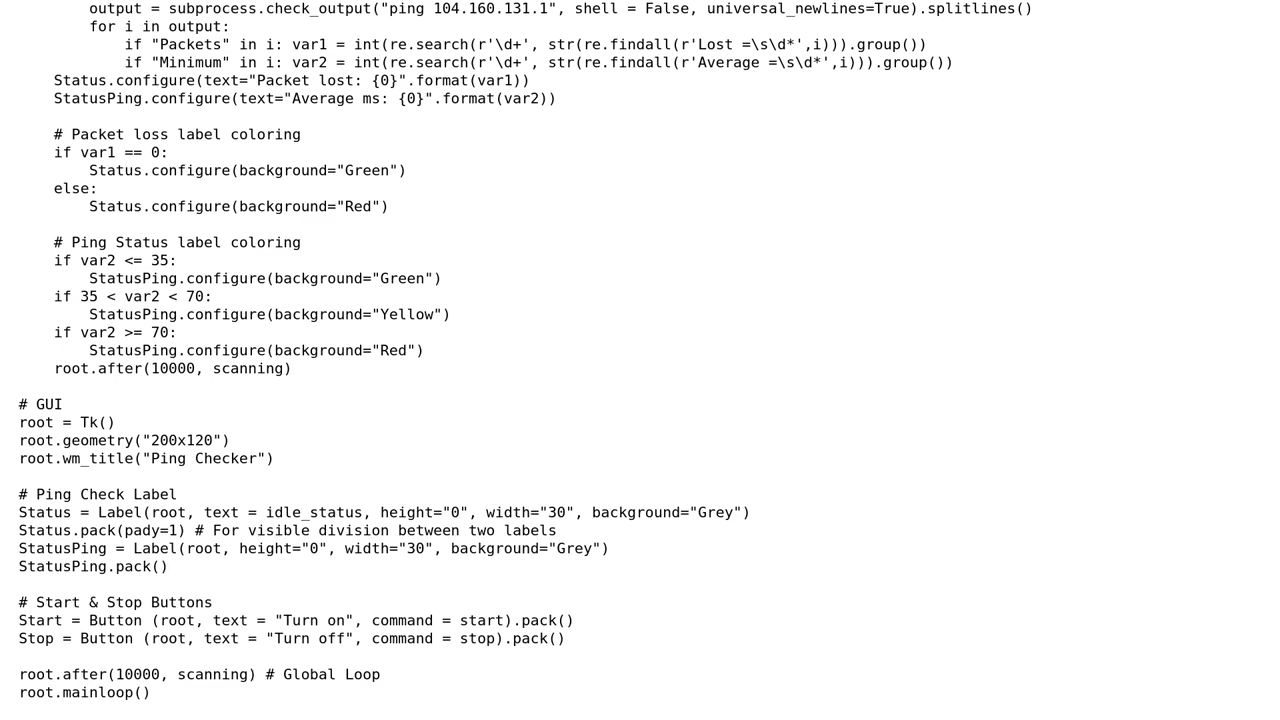 output = subprocess.check_output("ping 104.160.131.1", shell = False, universal_newlines=True).splitlines()
        for i in output:
            if "Packets" in i: var1 = int(re.search(r'\d+', str(re.findall(r'Lost =\s\d*',i))).group())
            if "Minimum" in i: var2 = int(re.search(r'\d+', str(re.findall(r'Average =\s\d*',i))).group())
    Status.configure(text="Packet lost: {0}".format(var1))
    StatusPing.configure(text="Average ms: {0}".format(var2))

    # Packet loss label coloring
    if var1 == 0:
        Status.configure(background="Green")
    else:
        Status.configure(background="Red")

    # Ping Status label coloring
    if var2 <= 35:
        StatusPing.configure(background="Green")
    if 35 < var2 < 70:
        StatusPing.configure(background="Yellow")
    if var2 >= 70:
        StatusPing.configure(background="Red")
    root.after(10000, scanning)

# GUI
root = Tk()
root.geometry("200x120")
root.wm_title("Ping Checker")

# Ping Check Label
Status = Label(root, text = idle_status, height="0", width="30", background="Grey")
Status.pack(pady=1) # For visible division between two labels
StatusPing = Label(root, height="0", width="30", background="Grey")
StatusPing.pack()

# Start & Stop Buttons
Start = Button (root, text = "Turn on", command = start).pack()
Stop = Button (root, text = "Turn off", command = stop).pack()

root.after(10000, scanning) # Global Loop
root.mainloop()